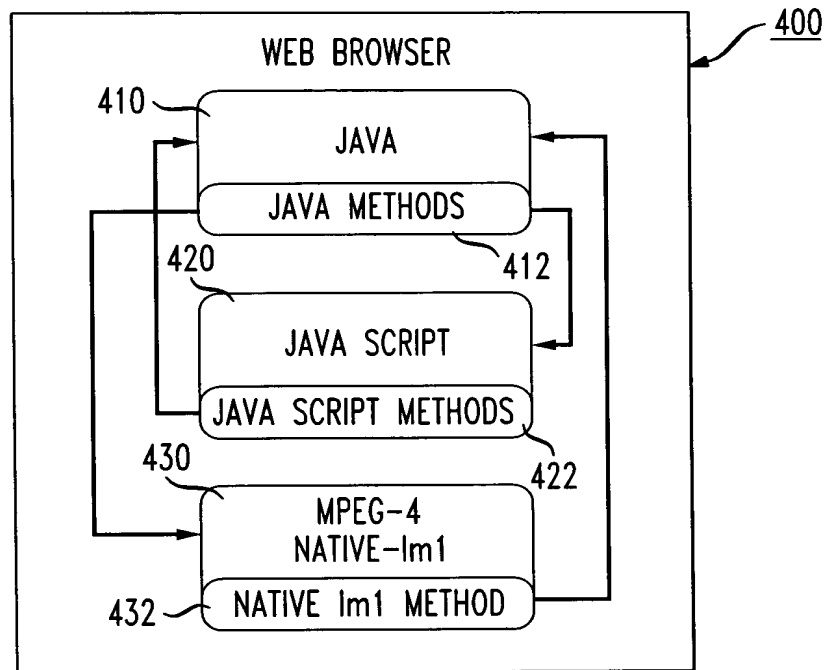 400
WEB BROWSER
410
JAVA
JAVA METHODS
412
420
JAVA SCRIPT
JAVA SCRIPT METHODS
422
430
MPEG-4
NATIVE-Im1
432
NATIVE Im1 METHOD